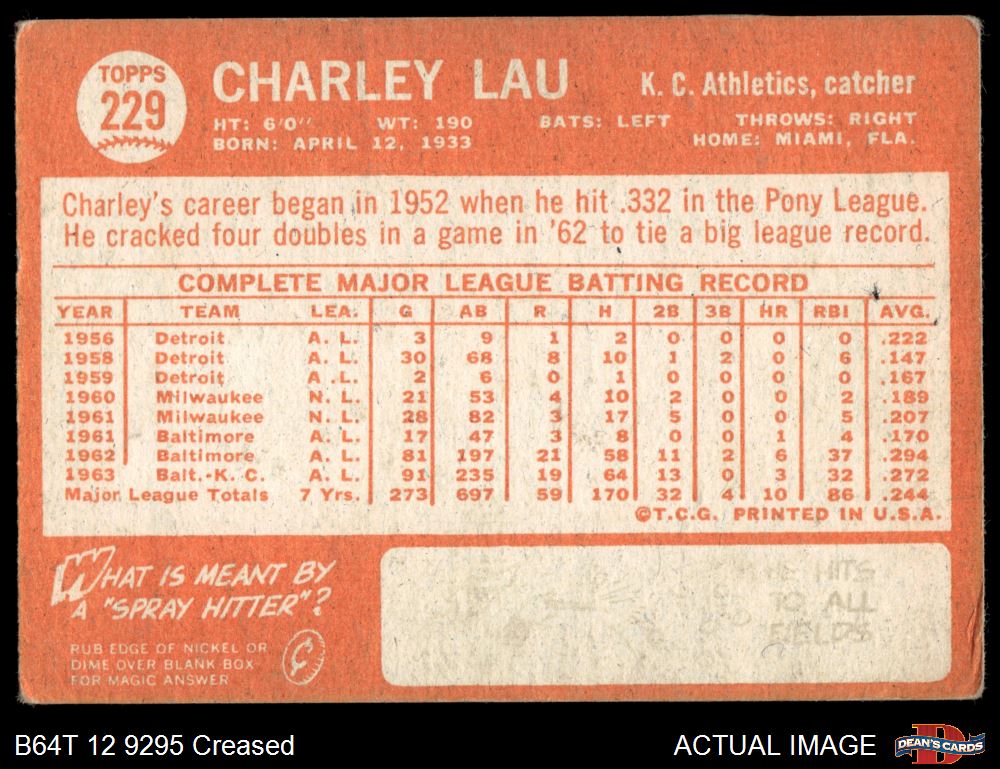 TOPPS
229
CHARLEY LAU
K. C. Athletics, catcher
HT: 6'0" WT: 190 BATS: LEFT THROWS: RIGHT
BORN: APRIL 12, 1933 HOME: MIAMI, FLA.
Charley's career began in 1952 when he hit .332 in the Pony League.
He cracked four doubles in a game in '62 to tie a big league record.
COMPLETE MAJOR LEAGUE BATTING RECORD
YEAR TEAM LEA. G AB R H 2B 3B HR RBI AVG.
1956 Detroit A. L. 3 9 1 2 0 0 0 0 .222
1958 Detroit A. L. 30 68 8 10 1 2 0 6 .147
1959 Detroit A .L. 2 6 0 1 0 0 0 0 .167
1960 Milwaukee N. L. 21 53 4 10 2 0 0 2 .189
1961 Milwaukee N. L. 28 82 3 17 5 0 0 5 .207
1961 Baltimore A. L. 17 47 3 8 0 0 1 4 .170
1962 Baltimore A. L. 81 197 21 58 11 2 6 37 .294
1963 Balt.-K. C. A. L. 91 235 19 64 13 0 3 32 .272
Major League Totals 7 Yrs. 273 697 59 170 32 4 10 86 .244
©T.C.G. PRINTED IN U.S.A.
WHAT IS MEANT BY
A "SPRAY HITTER"?
RUB EDGE OF NICKEL OR
DIME OVER BLANK BOX
FOR MAGIC ANSWER
HE HITS
TO ALL
FIELDS
B64T 12 9295 Creased
ACTUAL IMAGE
DEAN'S CARDS